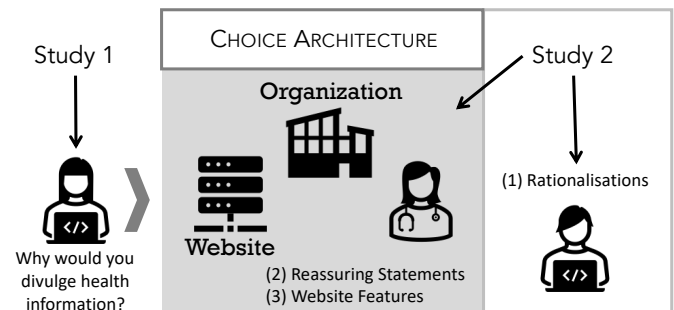 Study 1
Why would you
divulge health
information?
CHOICE ARCHITECTURE
Organization
Website
(2) Reassuring Statements
(3) Website Features
Study 2
(1) Rationalisations
</>
</>